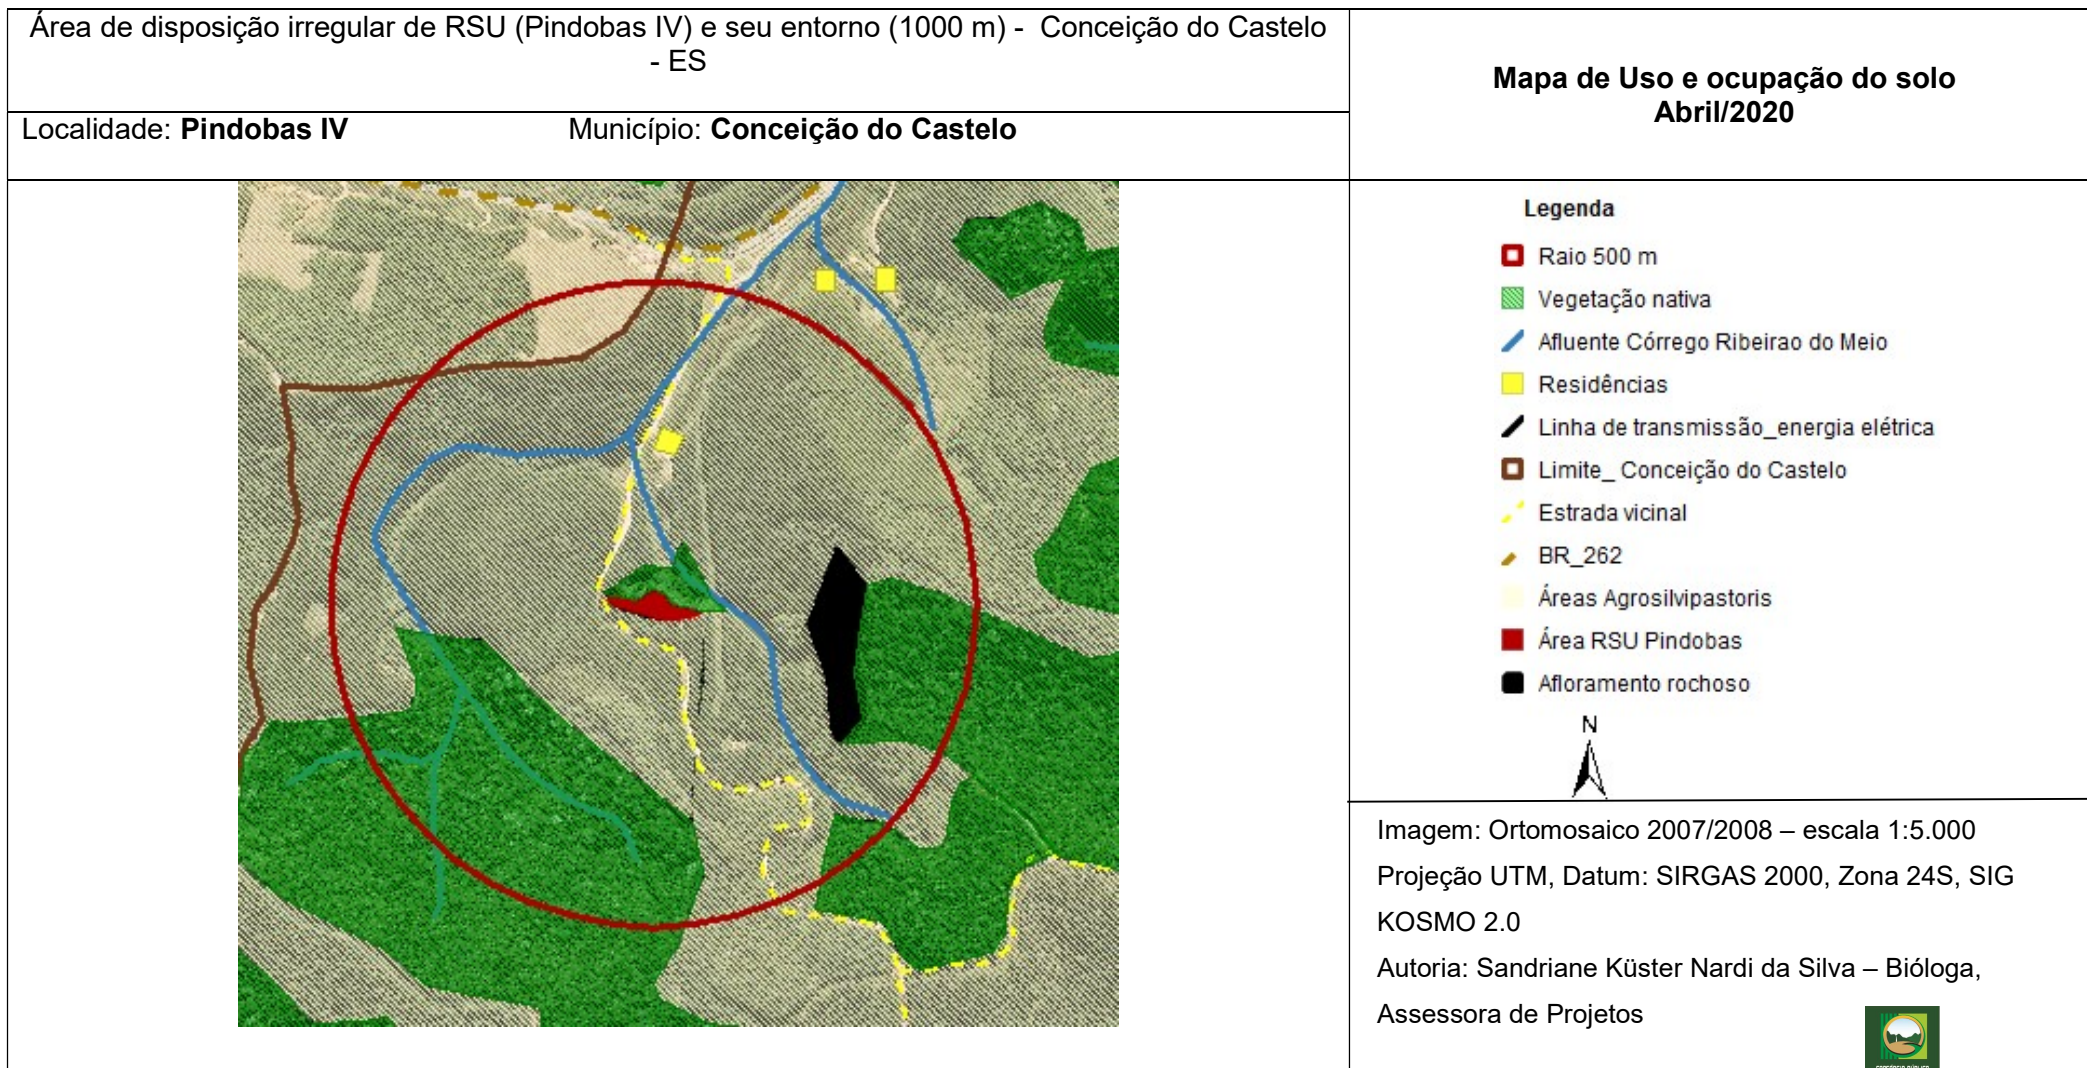 Área de disposição irregular de RSU (Pindobas IV) e seu entorno (1000 m) - Conceição do Castelo
- ES
Localidade: Pindobas IV Município: Conceição do Castelo
Mapa de Uso e ocupação do solo
Abril/2020
Legenda
Raio 500 m
Vegetação nativa
Afluente Córrego Ribeirao do Meio
Residências
Linha de transmissão_energia elétrica
Limite_ Conceição do Castelo
Estrada vicinal
BR_262
Áreas Agrosilvipastoris
Área RSU Pindobas
Afloramento rochoso
N
Imagem: Ortomosaico 2007/2008 – escala 1:5.000
Projeção UTM, Datum: SIRGAS 2000, Zona 24S, SIG
KOSMO 2.0
Autoria: Sandriane Küster Nardi da Silva – Bióloga,
Assessora de Projetos